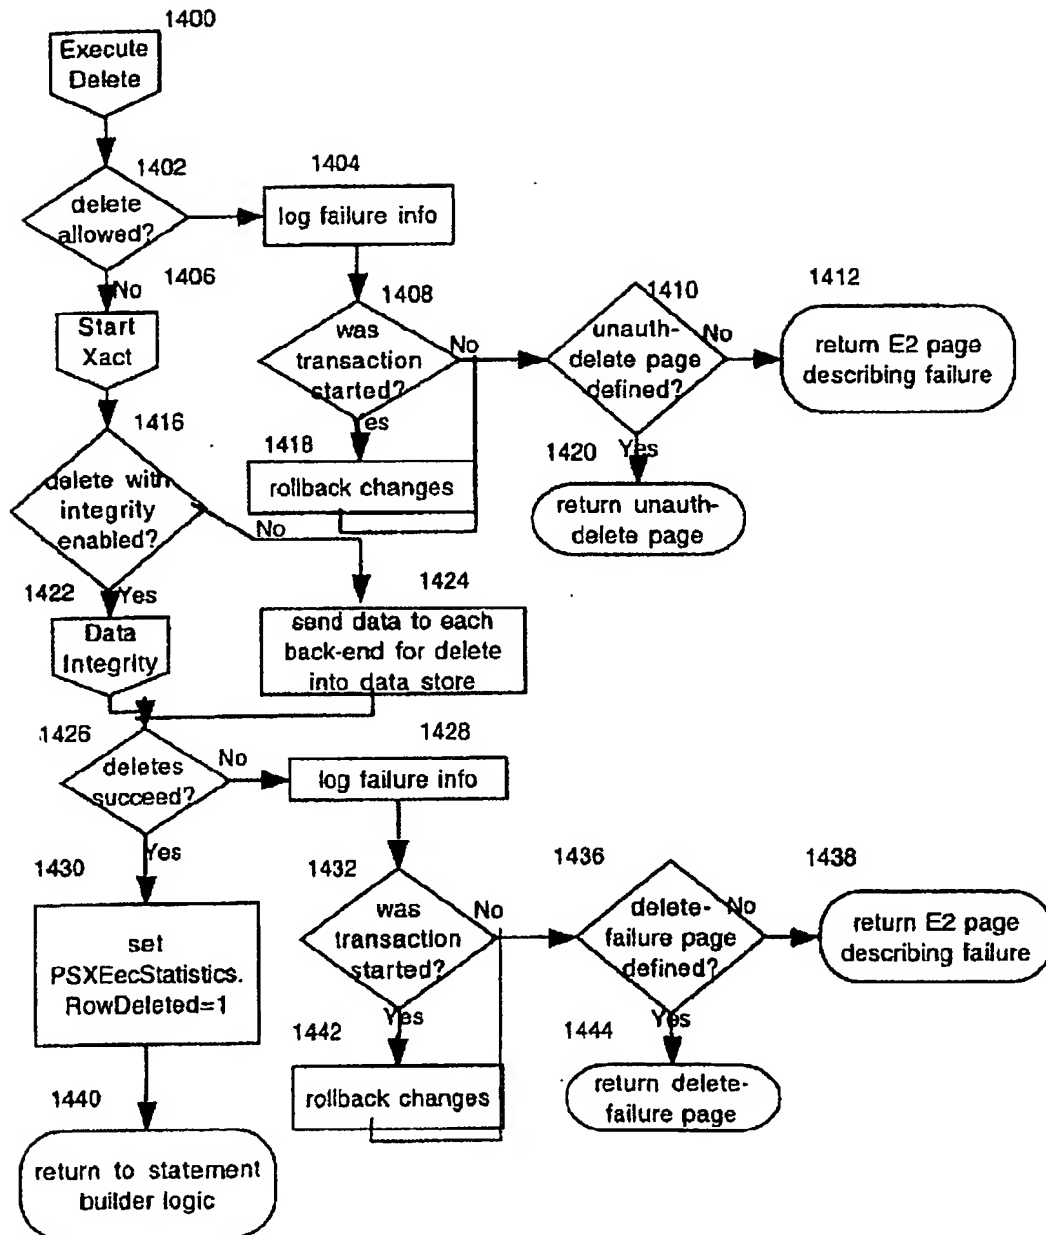 1400
Execute
Delete
1402
delete
allowed?
1404
log failure info
1406
No
Start
Xact
1408
was
transaction
started?
No
Yes
1410
unauth-
delete page
defined?
No
Yes
1412
return E2 page
describing failure
1416
delete with
integrity
enabled?
No
Yes
1418
rollback changes
1420
return unauth-
delete page
1422
Data
Integrity
1424
send data to each
back-end for delete
into data store
1426
deletes
succeed?
No
Yes
1428
log failure info
1430
set
PSXEecStatistics.
RowDeleted=1
1432
was
transaction
started?
No
Yes
1436
delete-
failure page
defined?
No
Yes
1438
return E2 page
describing failure
1442
rollback changes
1444
return delete-
failure page
1440
return to statement
builder logic